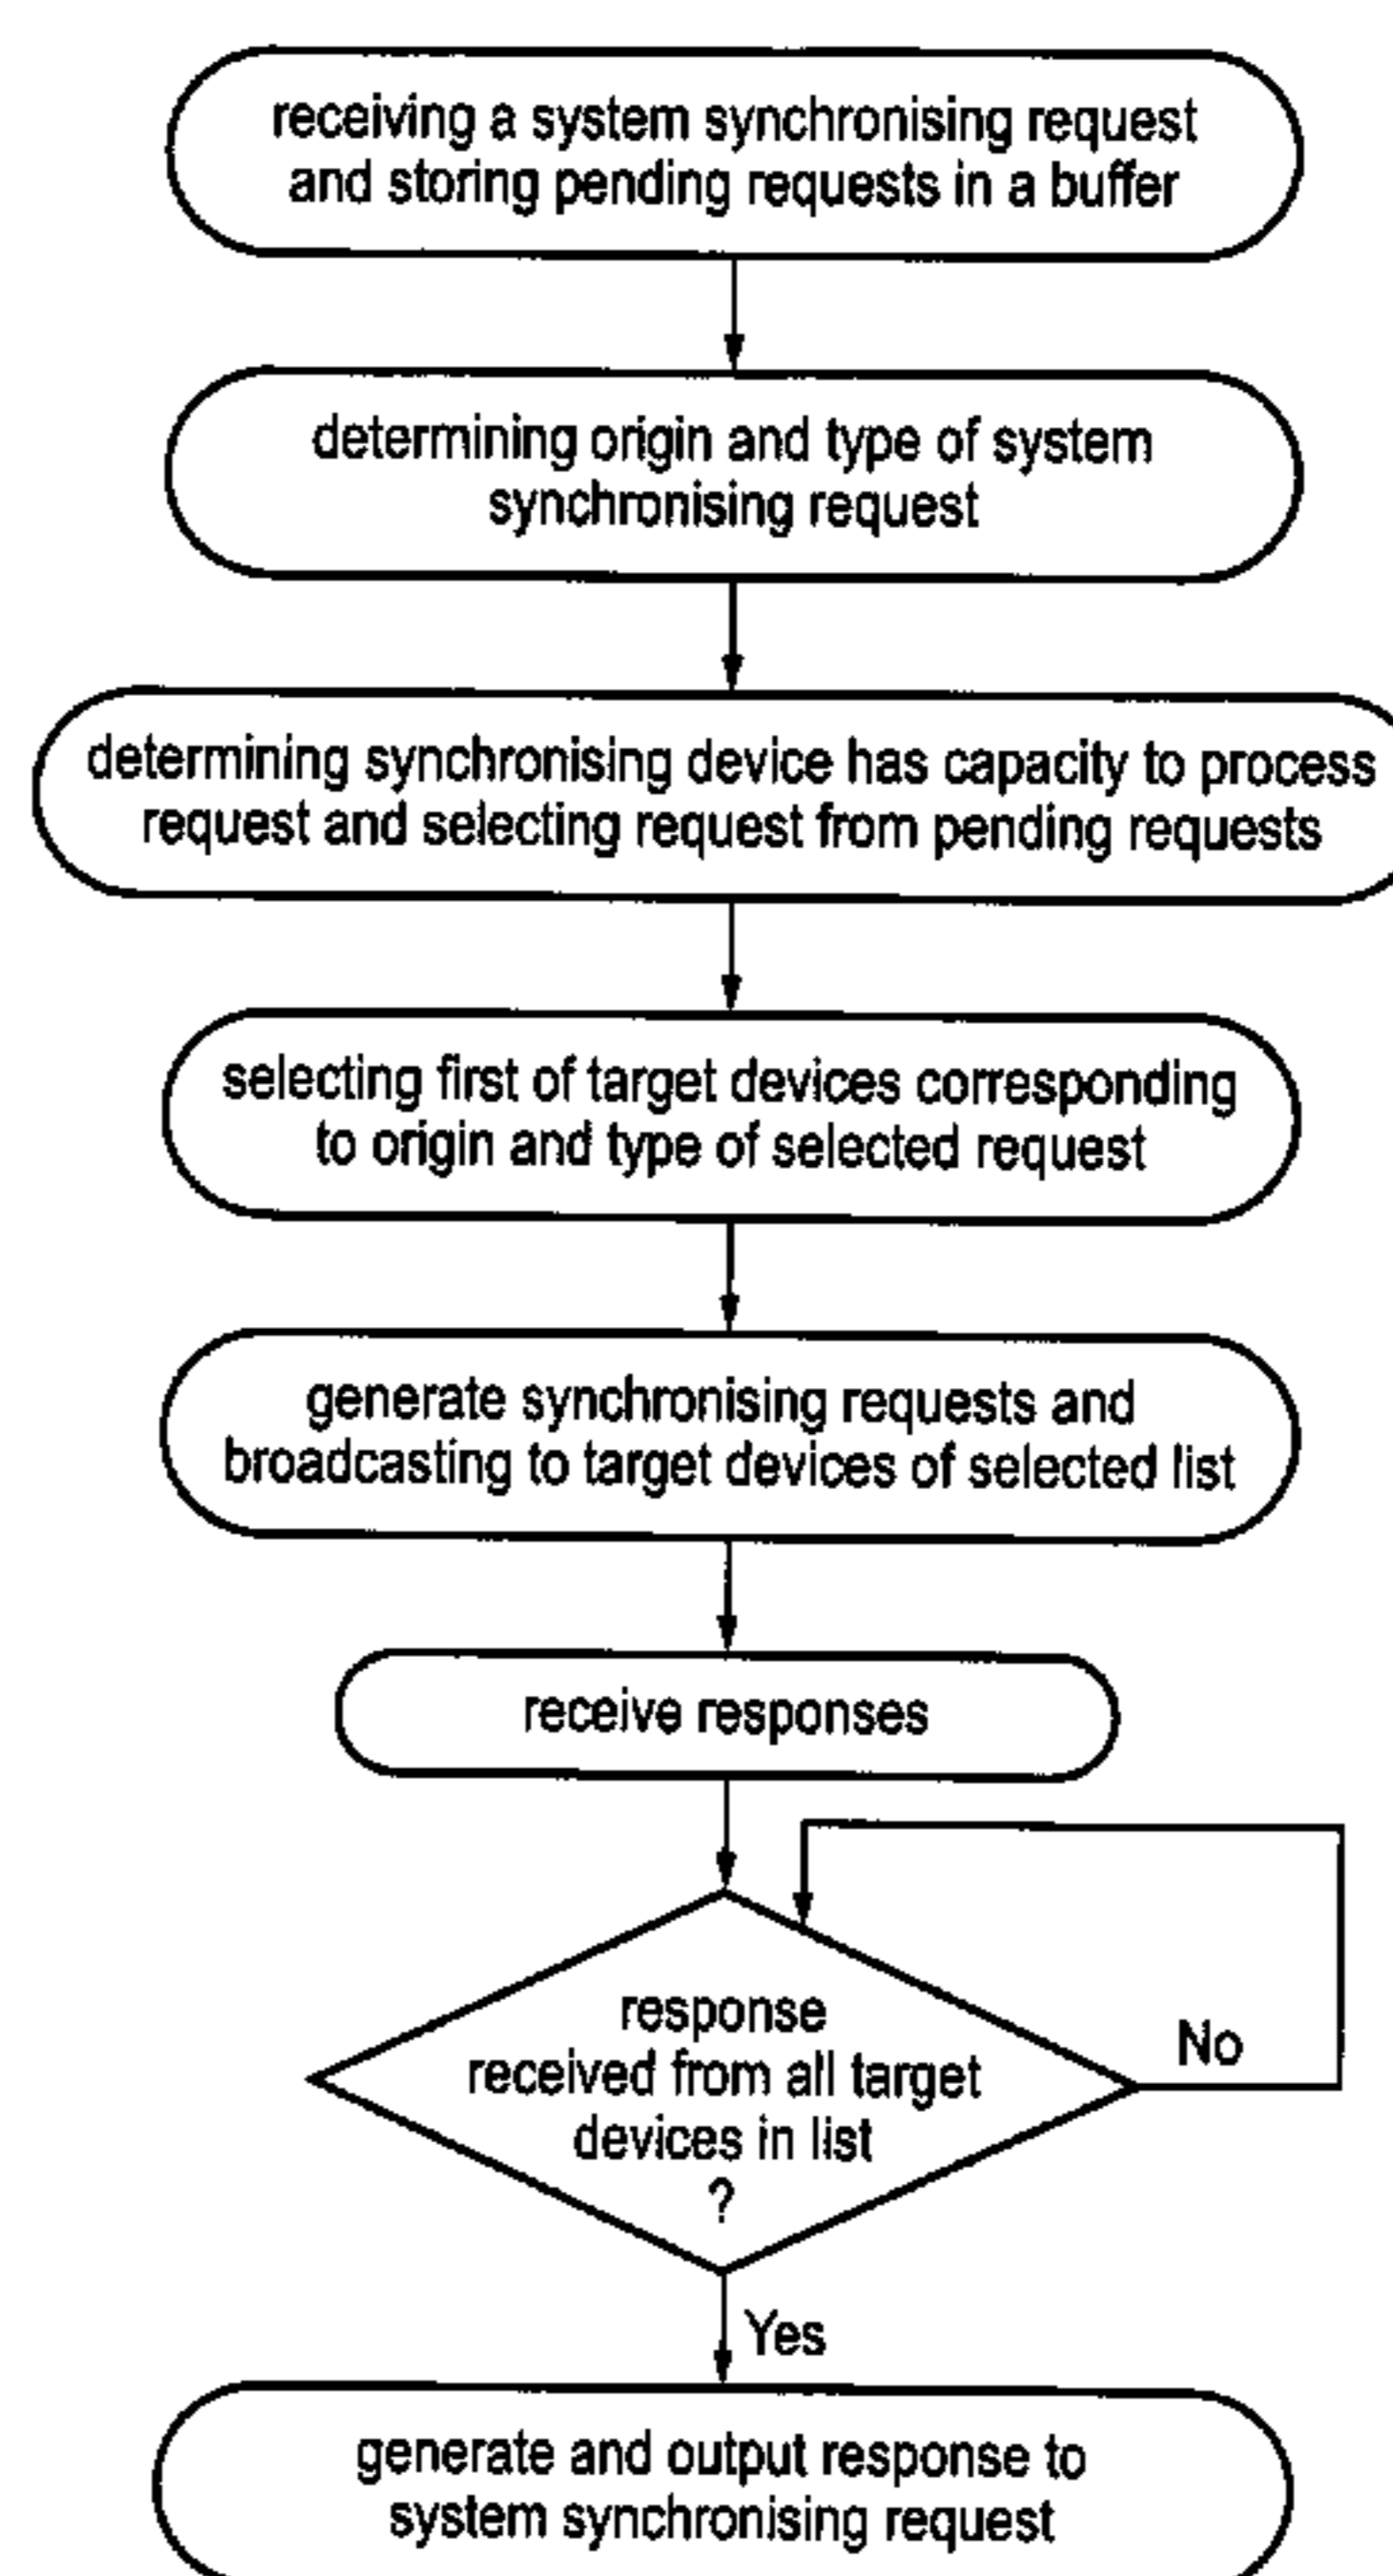 receiving a system synchronising request
and storing pending requests in a buffer
determining origin and type of system
synchronising request
determining synchronising device has capacity to process
request and selecting request from pending requests
selecting first of target devices corresponding
to origin and type of selected request
generate synchronising requests and
broadcasting to target devices of selected list
receive responses
response
received from all target
devices in list
?
No
Yes
generate and output response to
system synchronising request